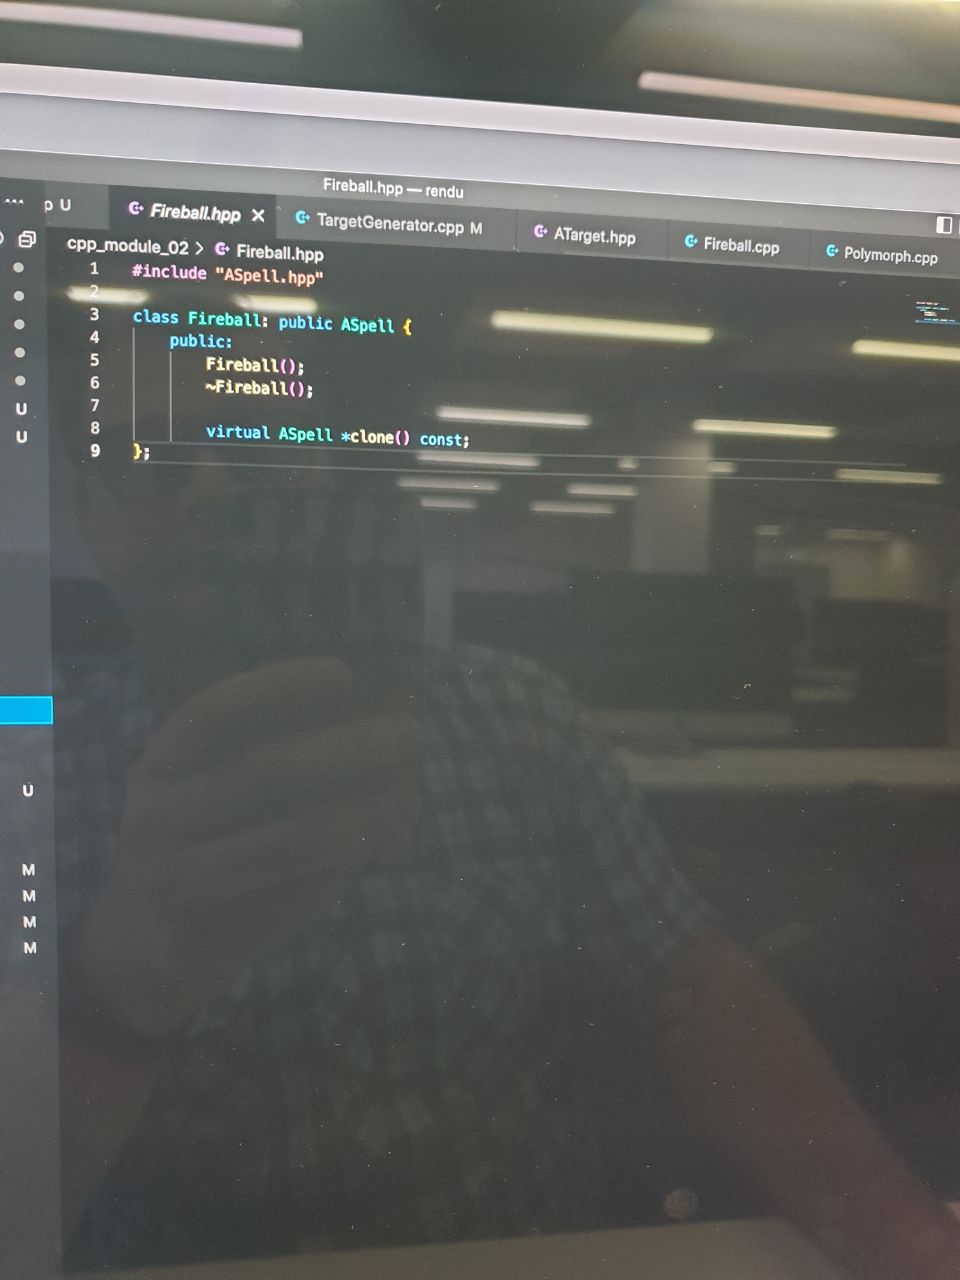 Fireball.hpp — rendu
... p U Fireball.hpp × TargetGenerator.cpp M ATarget.hpp Fireball.cpp Polymorph.cpp
cpp_module_02 > Fireball.hpp
1 #include "ASpell.hpp"
2
3 class Fireball: public ASpell {
4 public:
5 Fireball();
6 ~Fireball();
7
8 virtual ASpell *clone() const;
9 };
U
U
U
M
M
M
M